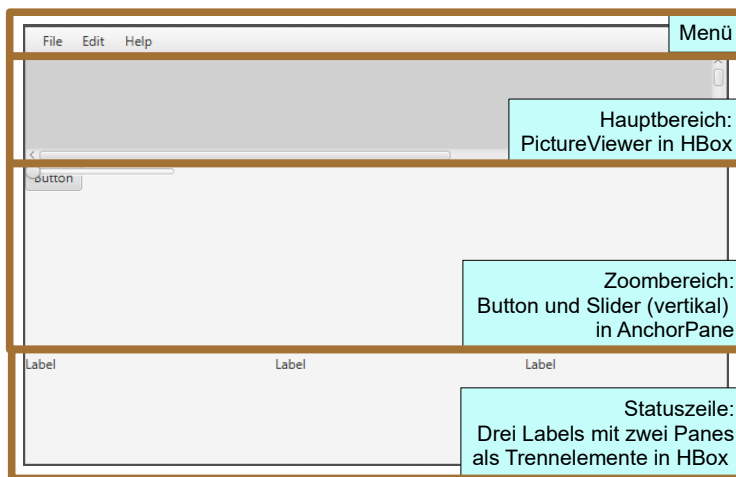 File Edit Help
Menü
Hauptbereich:
PictureViewer in HBox
Button
Zoombereich:
Button und Slider (vertikal)
in AnchorPane
Label Label Label
Statuszeile:
Drei Labels mit zwei Panes
als Trennelemente in HBox